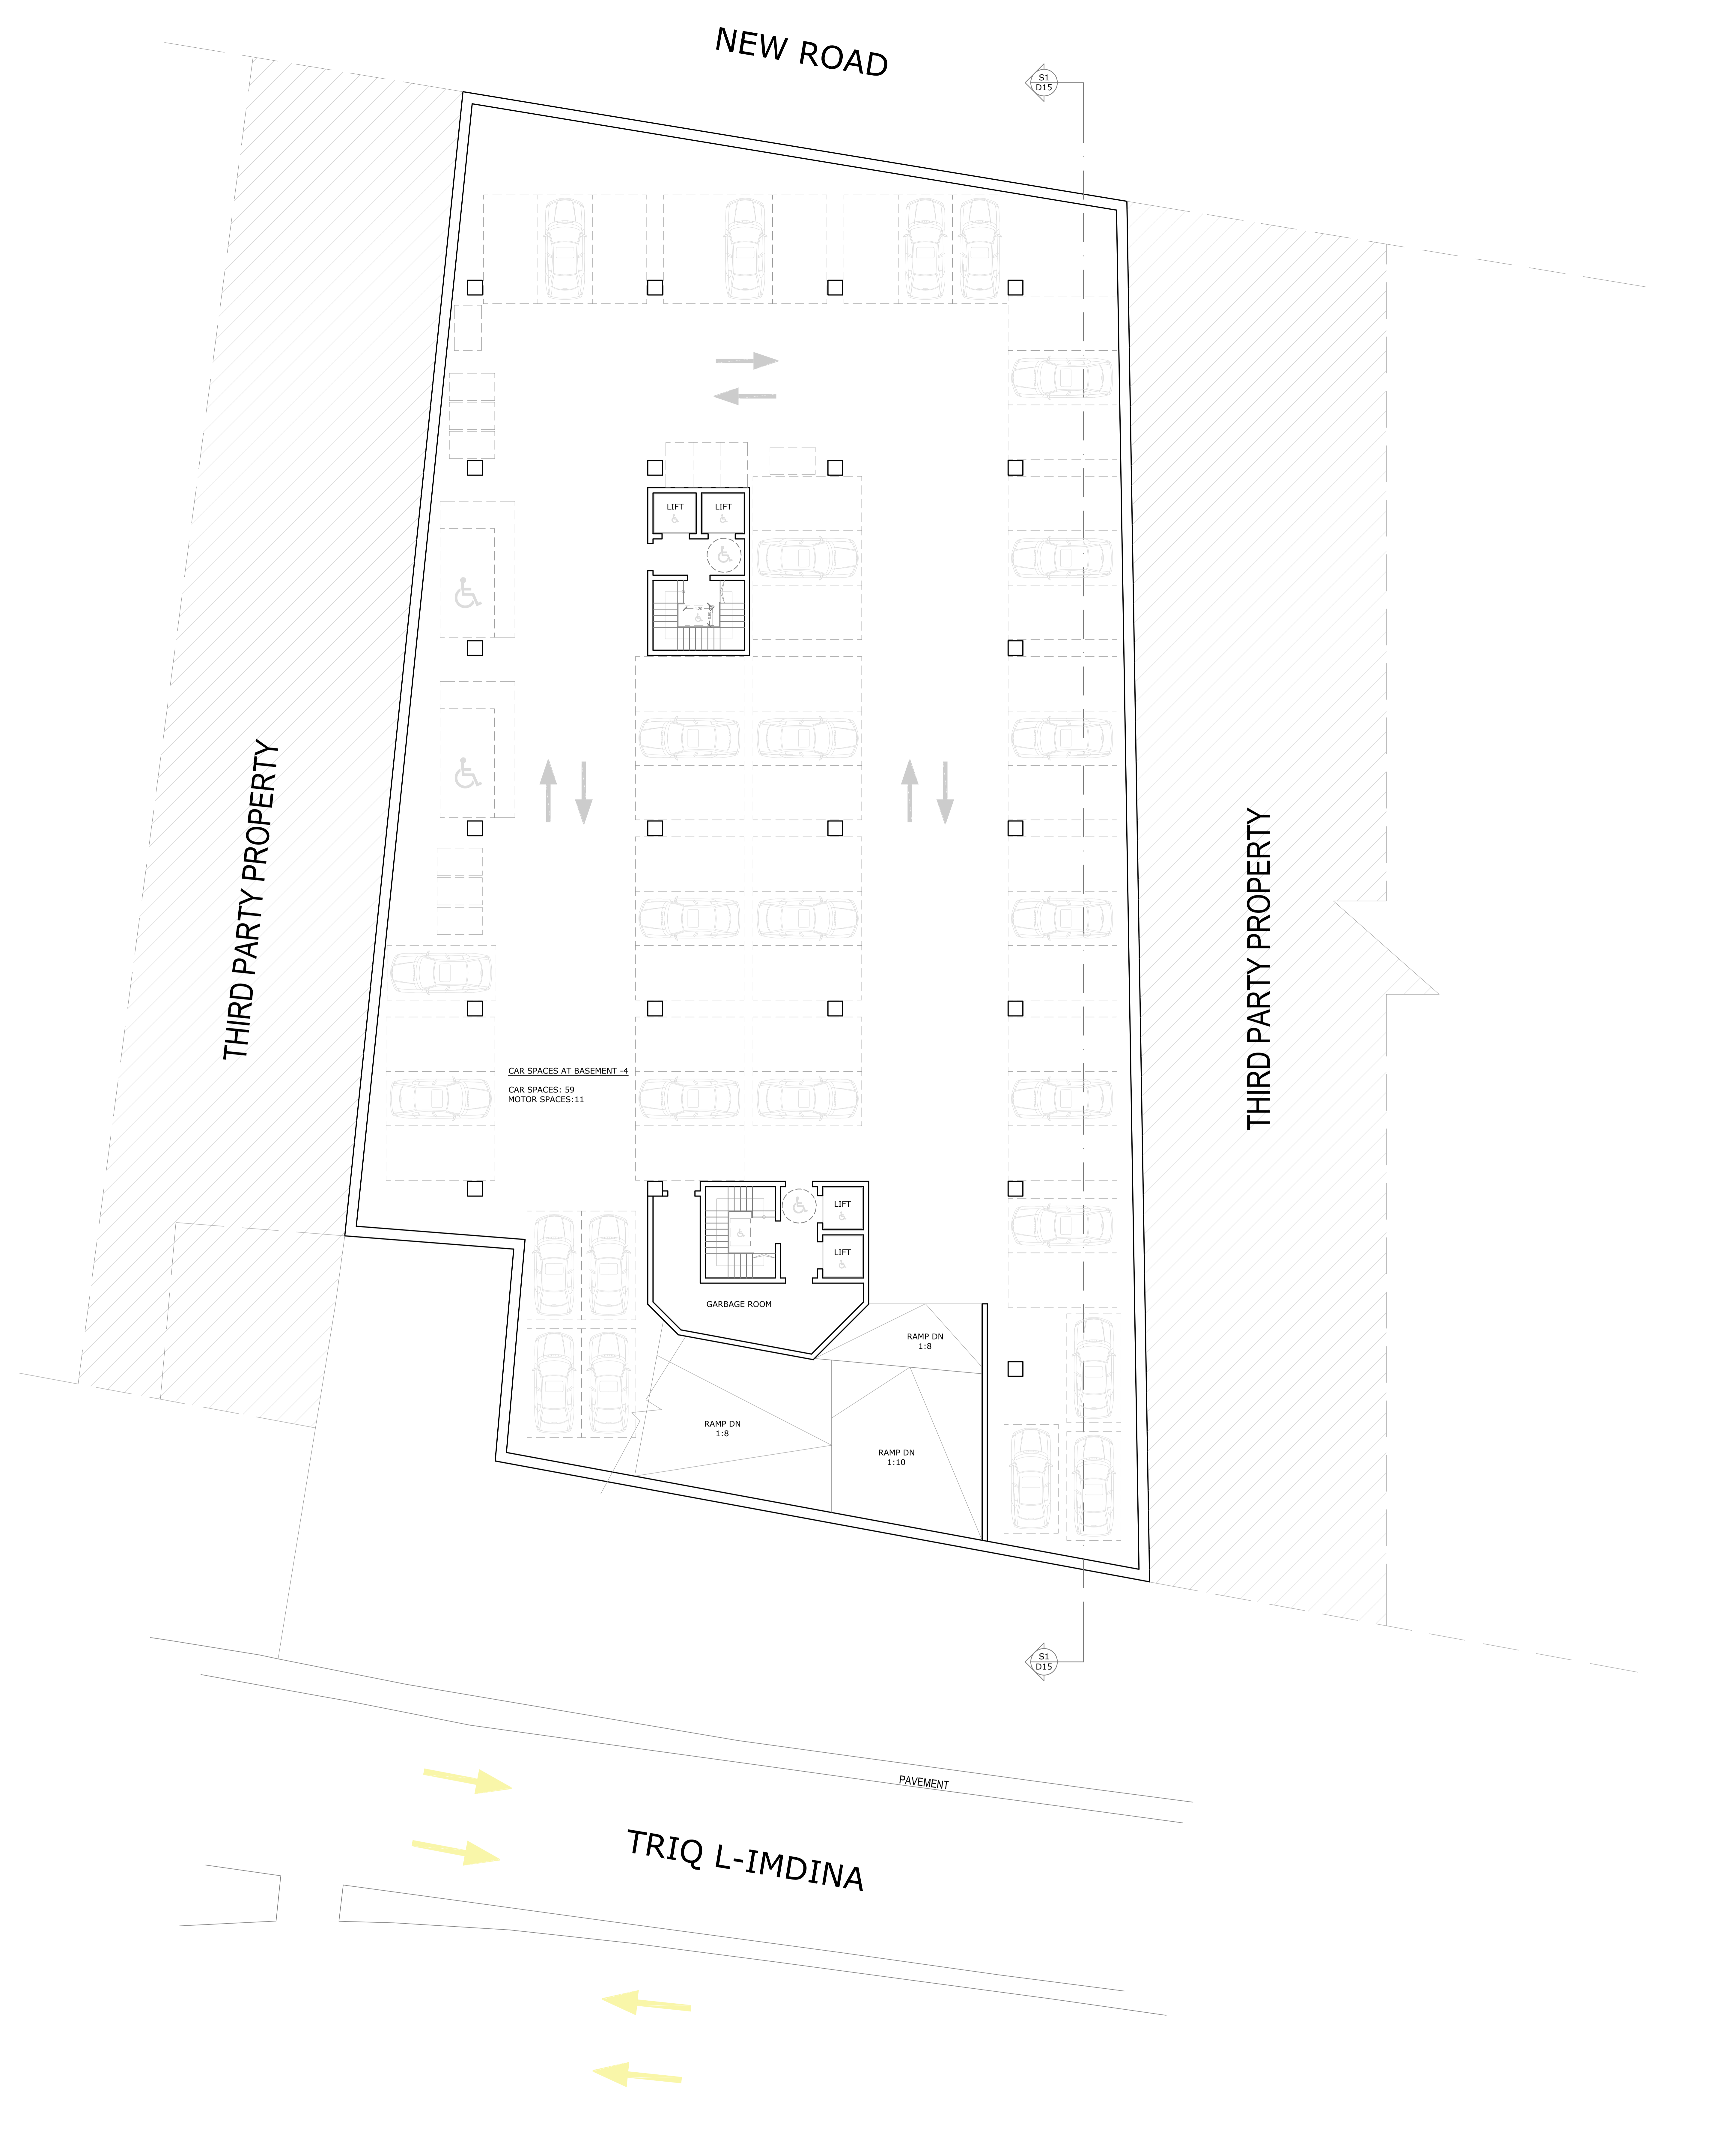 NEW ROAD
S1
D15
LIFT
LIFT
THIRD PARTY PROPERTY
THIRD PARTY PROPERTY
CAR SPACES AT BASEMENT -4
CAR SPACES: 59
MOTOR SPACES:11
LIFT
LIFT
GARBAGE ROOM
RAMP DN
1:8
RAMP DN
1:8
RAMP DN
1:10
S1
D15
PAVEMENT
TRIQ L-IMDINA